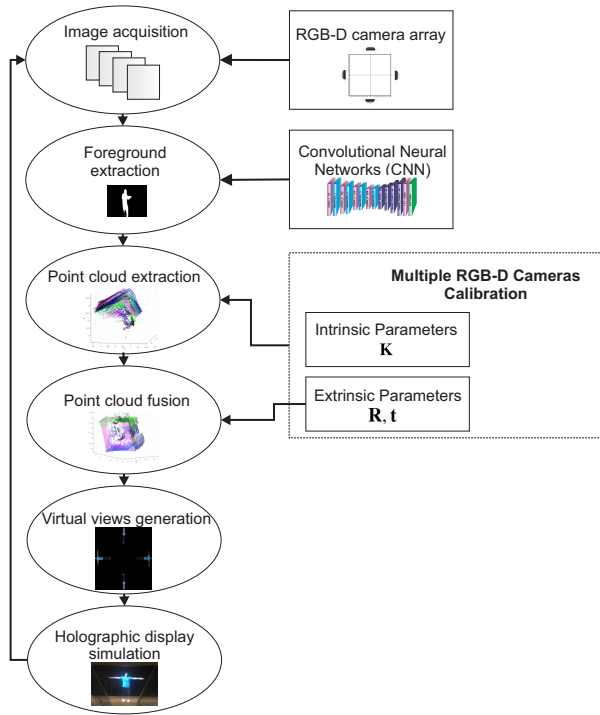 Image acquisition
RGB-D camera array
Foreground
extraction
Convolutional Neural
Networks (CNN)
Point cloud extraction
Multiple RGB-D Cameras
Calibration
Intrinsic Parameters
K
Point cloud fusion
Extrinsic Parameters
R, t
Virtual views generation
Holographic display
simulation